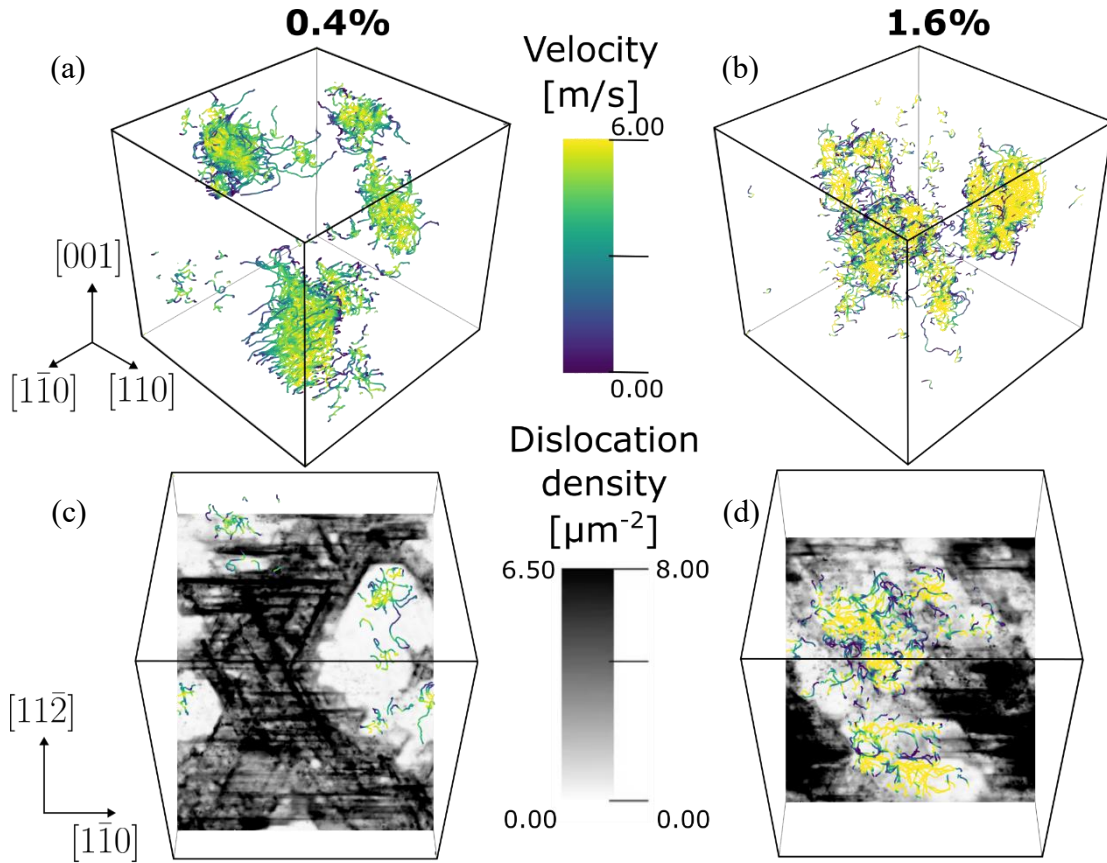 0.4%
1.6%
(a)
Velocity
[m/s]
(b)
6.00
0.00
[001]
[11̅0]
[110]
Dislocation
density
[µm⁻²]
(c)
(d)
6.50
8.00
0.00
0.00
[112̅]
[11̅0]